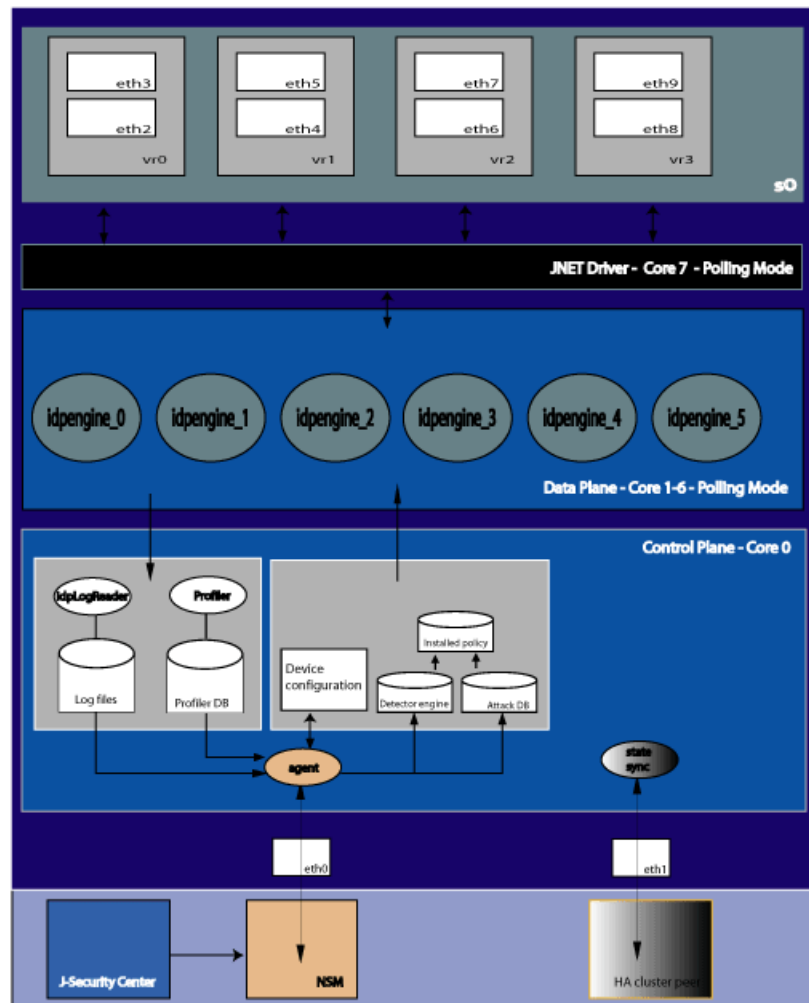 eth3
eth5
eth7
eth9
eth2
eth4
eth6
eth8
vr0
vr1
vr2
vr3
s0
JNET Driver - Core 7 - Polling Mode
idpengine_0
idpengine_1
idpengine_2
idpengine_3
idpengine_4
idpengine_5
Data Plane - Core 1-6 - Polling Mode
Control Plane - Core 0
idpLogReader
Profiler
Log files
Profiler DB
Device
configuration
Installed policy
Detector engine
Attack DB
agent
state
sync
eth0
eth1
J-Security Center
NSM
HA cluster peer